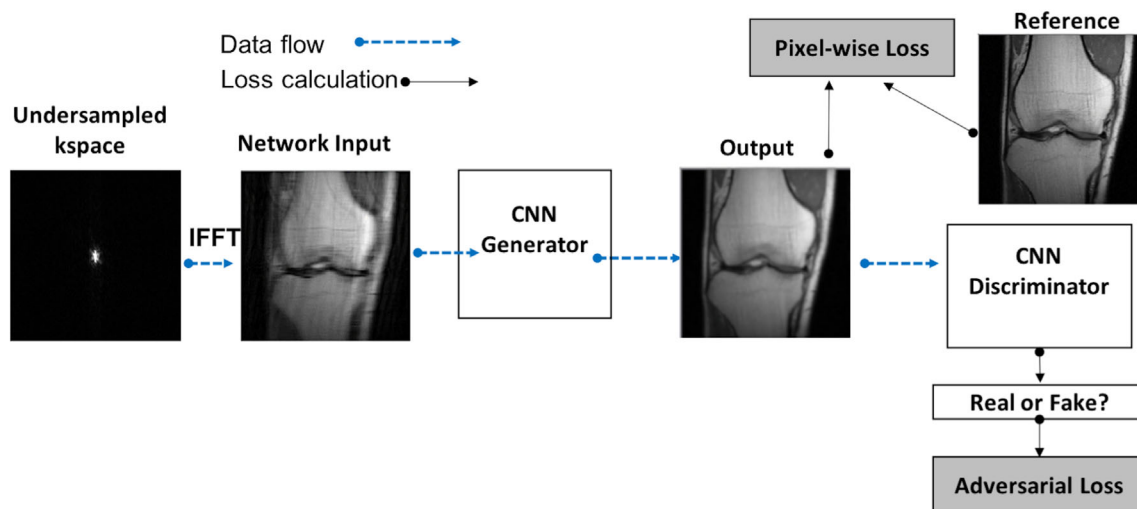 Data flow
Loss calculation
Undersampled
kspace
Network Input
IFFT
CNN
Generator
Output
Pixel-wise Loss
Reference
CNN
Discriminator
Real or Fake?
Adversarial Loss